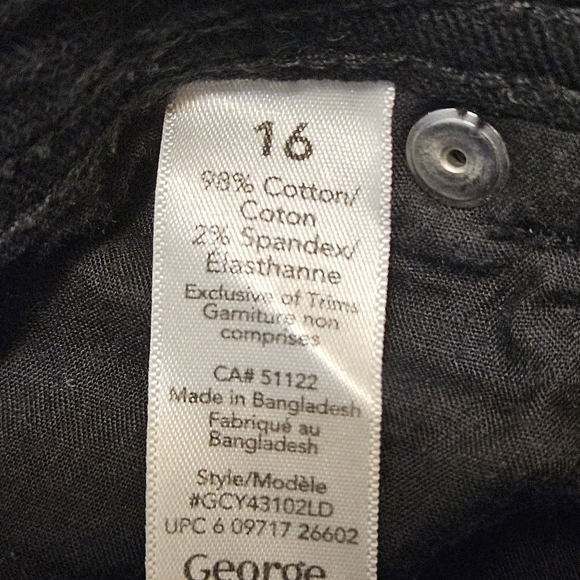 16
98% Cotton/
Coton
2% Spandex/
Élasthanne
Exclusive of Trims
Garniture non
comprises
CA# 51122
Made in Bangladesh
Fabriqué au
Bangladesh
Style/Modèle
#GCY43102LD
UPC 6 09717 26602
George